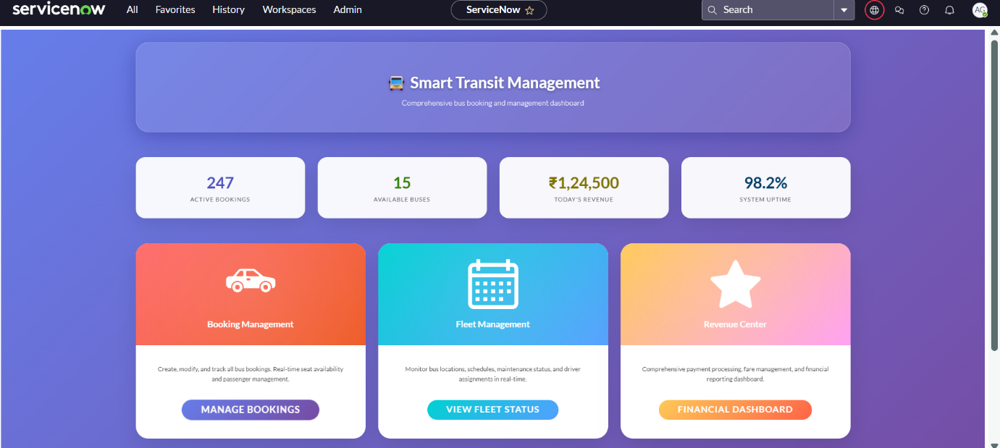 servicenow All Favorites History Workspaces Admin ServiceNow Search AG
Smart Transit Management
Comprehensive bus booking and management dashboard
247 15 ₹1,24,500 98.2%
ACTIVE BOOKINGS AVAILABLE BUSES TODAY'S REVENUE SYSTEM UPTIME
Booking Management Fleet Management Revenue Center
Create, modify, and track all bus bookings. Real-time seat availability
and passenger management.
Monitor bus locations, schedules, maintenance status, and driver
assignments in real-time.
Comprehensive payment processing, fare management, and financial
reporting dashboard.
MANAGE BOOKINGS VIEW FLEET STATUS FINANCIAL DASHBOARD